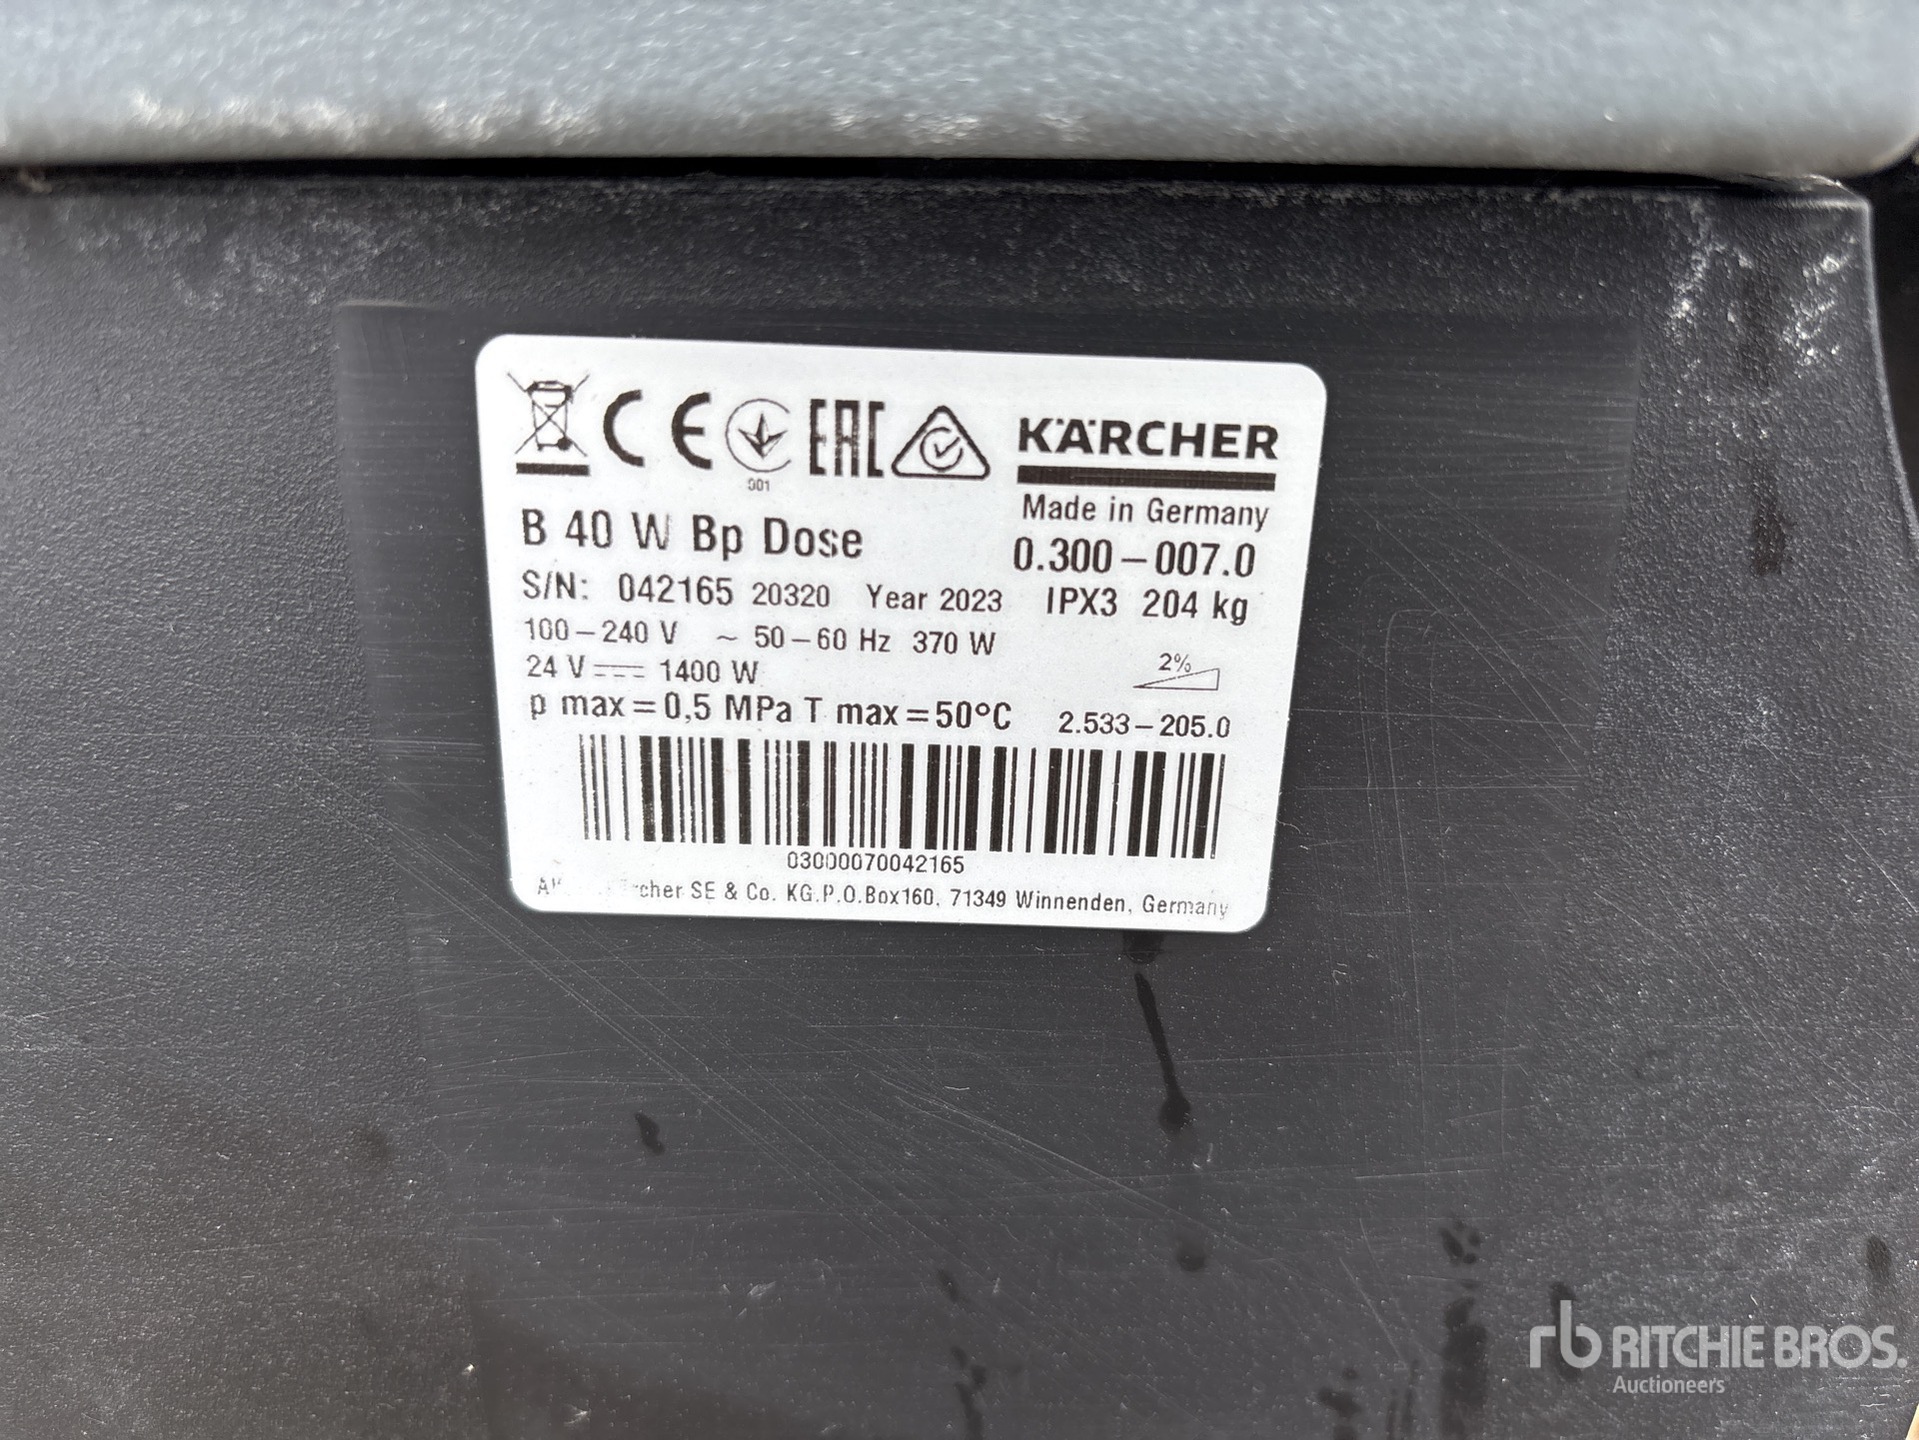 CE
001
EAC
KÄRCHER
Made in Germany
B 40 W Bp Dose
0.300-007.0
S/N: 042165 20320 Year 2023 IPX3 204 kg
100-240 V ~ 50-60 Hz 370 W
24 V 1400 W
2%
p max=0,5 MPa T max=50°C 2.533-205.0
03000070042165
SE & Co. KG.P.O.Box160, 71349 Winnenden, Germany
rb RITCHIE BROS.
Auctioneers